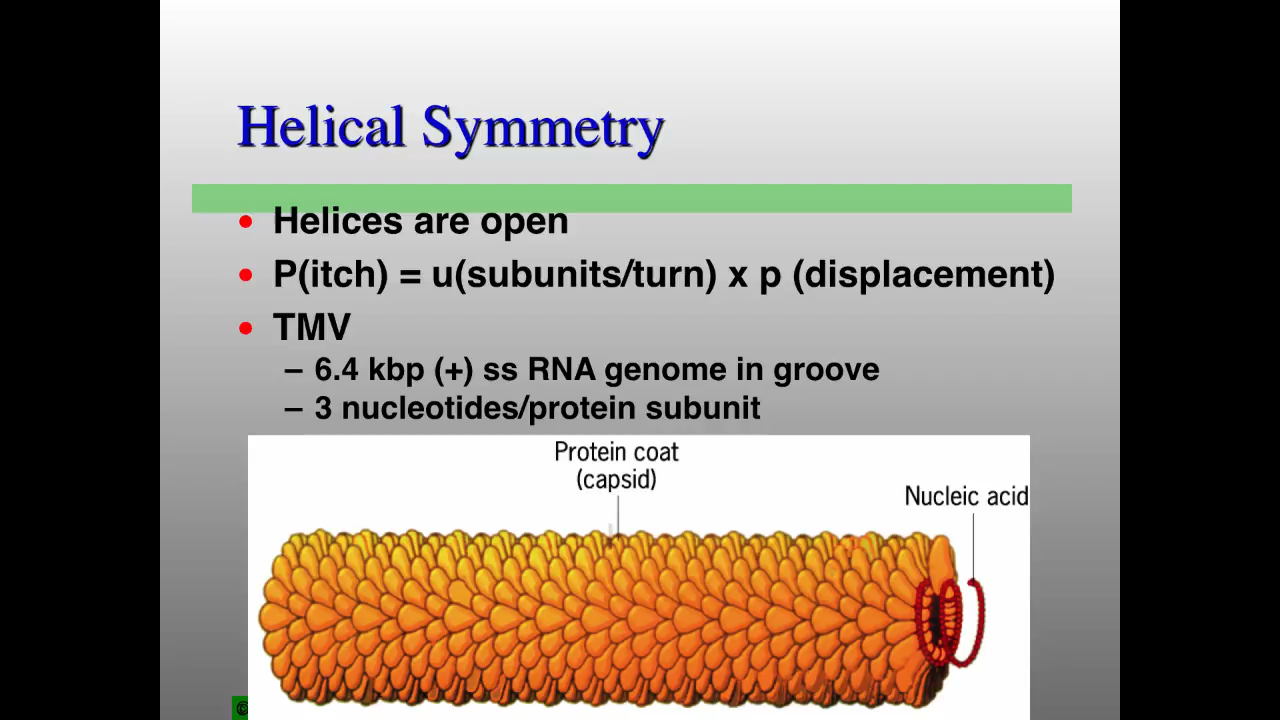 Helical Symmetry
• Helices are open
• P(itch) = u(subunits/turn) x p (displacement)
• TMV
– 6.4 kbp (+) ss RNA genome in groove
– 3 nucleotides/protein subunit
Protein coat
(capsid)
Nucleic acid
©